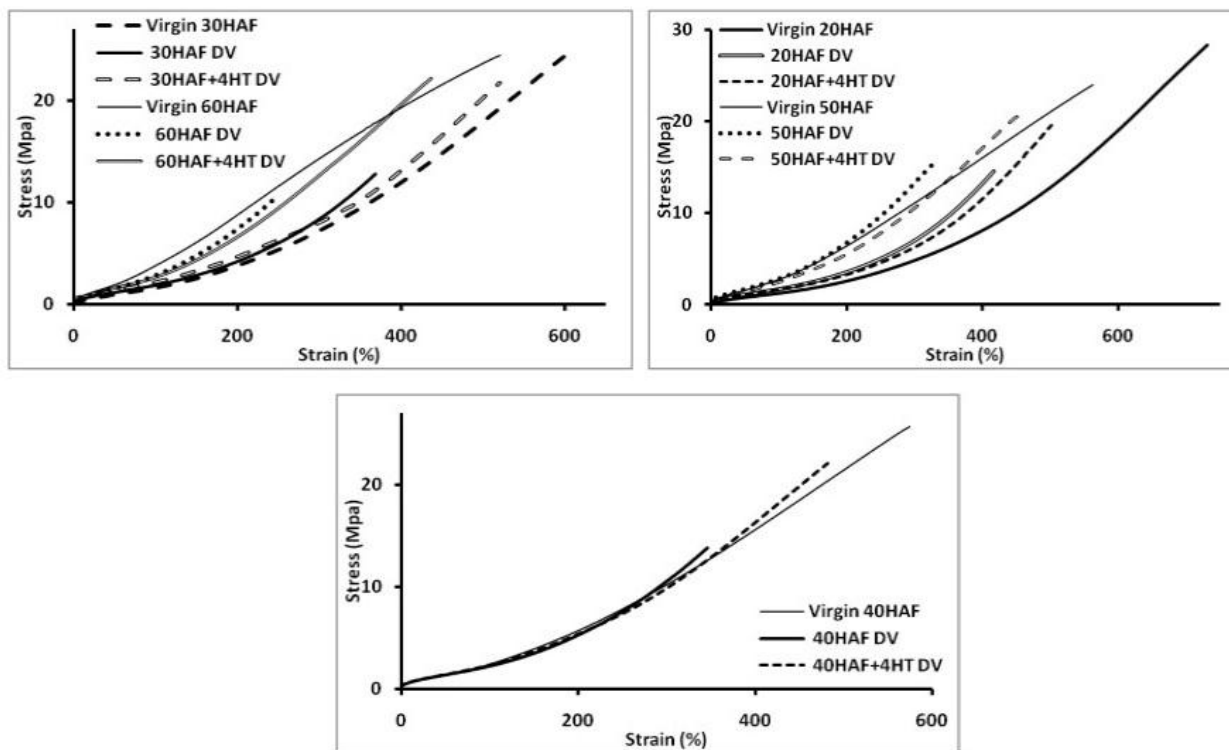 Virgin 30HAF
30HAF DV
30HAF+4HT DV
Virgin 60HAF
60HAF DV
60HAF+4HT DV
20
10
0
Stress (Mpa)
0 200 400 600
Strain (%)
30
20
10
0
Stress (Mpa)
Virgin 20HAF
20HAF DV
20HAF+4HT DV
Virgin 50HAF
50HAF DV
50HAF+4HT DV
0 200 400 600
Strain (%)
20
10
0
Stress (Mpa)
Virgin 40HAF
40HAF DV
40HAF+4HT DV
0 200 400 600
Strain (%)